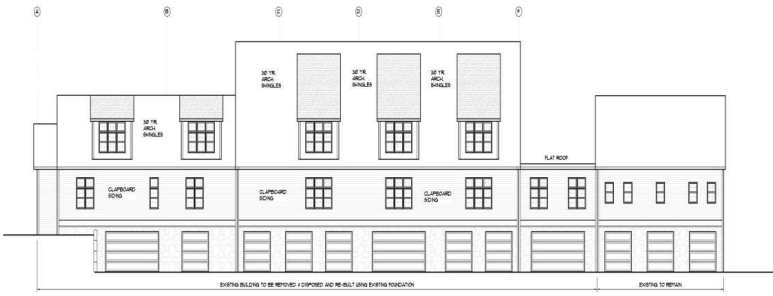 A B C D E F
30 YR.
ARCH.
SHINGLES
30 YR.
ARCH.
SHINGLES
30 YR.
ARCH.
SHINGLES
30 YR.
ARCH.
SHINGLES
FLAT ROOF
CLAPBOARD
SIDING
CLAPBOARD
SIDING
CLAPBOARD
SIDING
EXISTING BUILDING TO BE REMOVED & DISPOSED AND RE-BUILT USING EXISTING FOUNDATION
EXISTING TO REMAIN